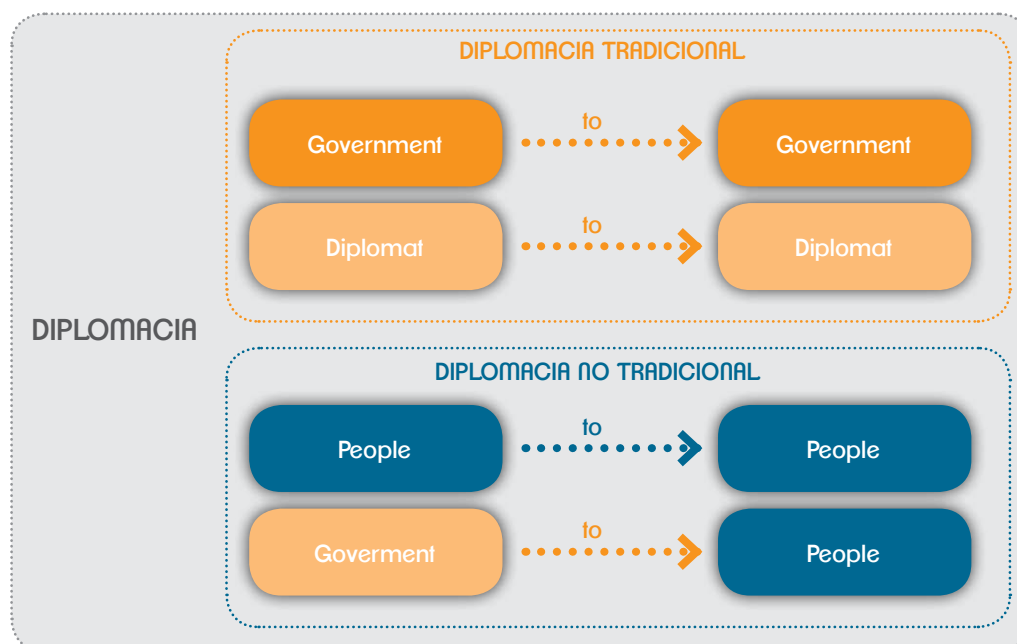 DIPLOMACIA
DIPLOMACIA TRADICIONAL
Government to Government
Diplomat to Diplomat
DIPLOMACIA NO TRADICIONAL
People to People
Goverment to People